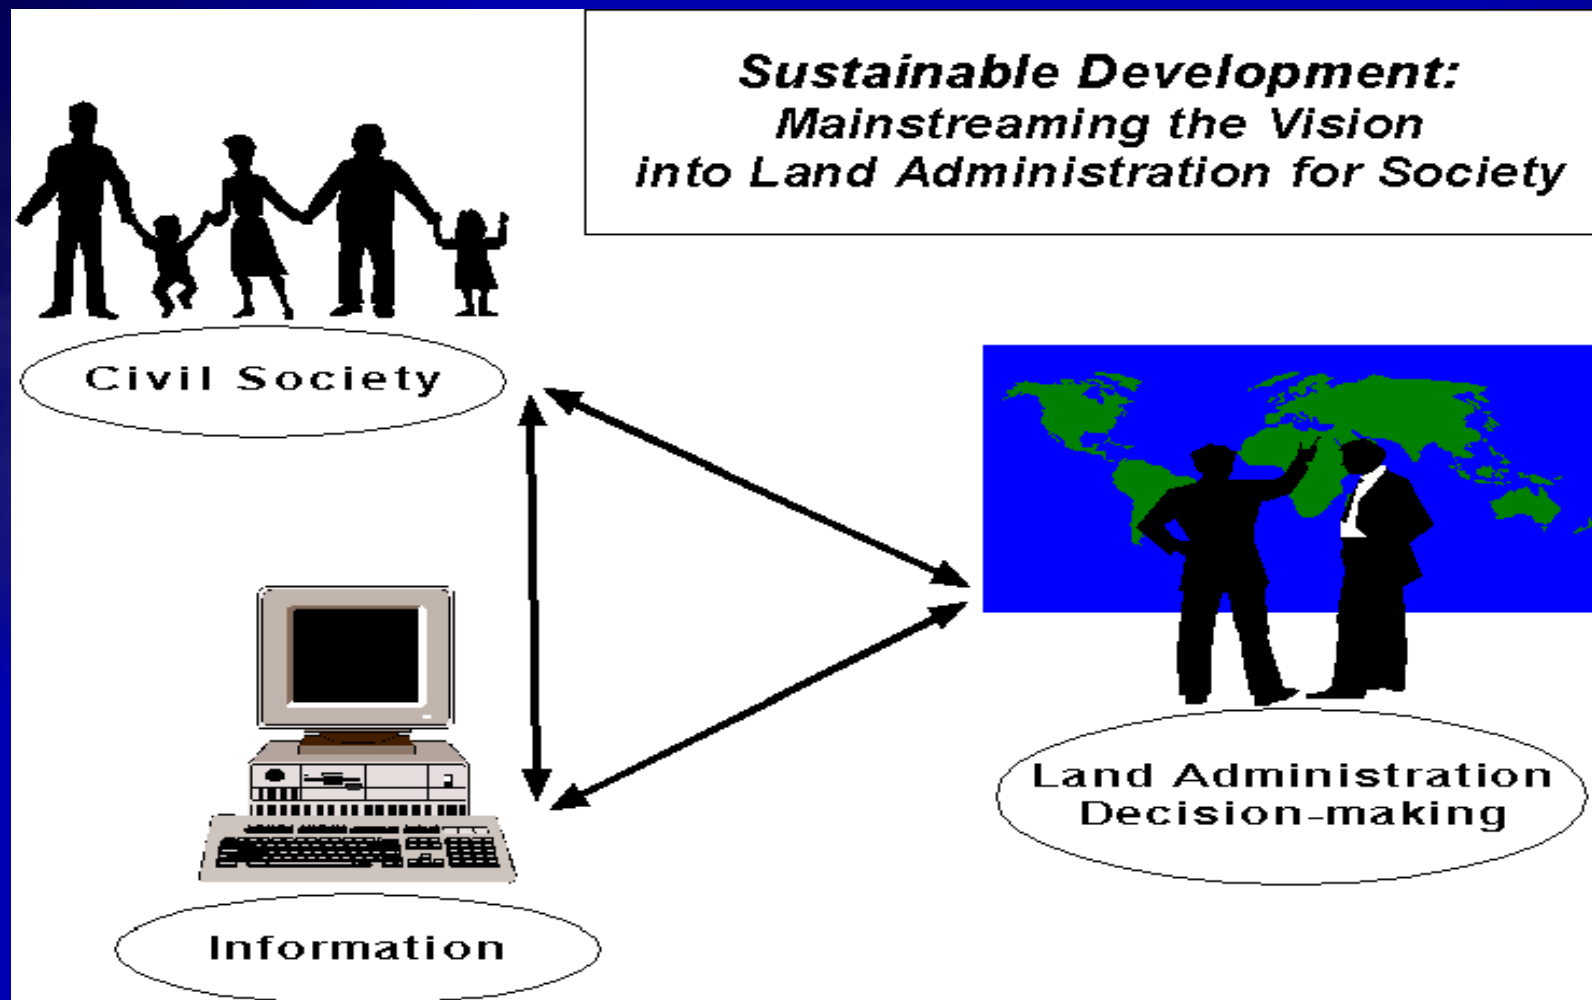 Sustainable Development:
Mainstreaming the Vision
into Land Administration for Society
Civil Society
Land Administration
Decision-making
Information